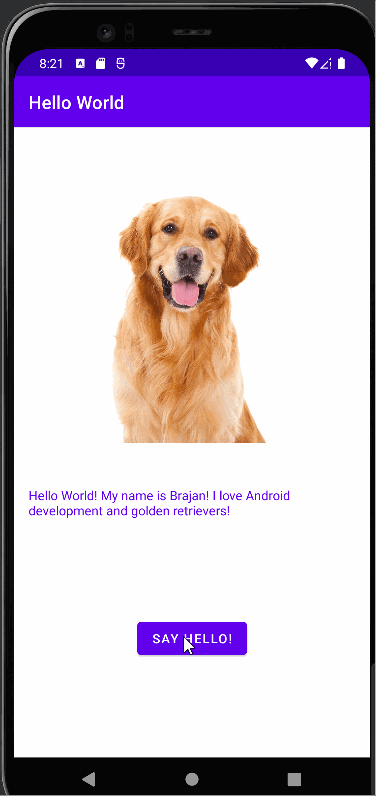 8:21
Hello World
Hello World! My name is Brajan! I love Android
development and golden retrievers!
SAY HELLO!